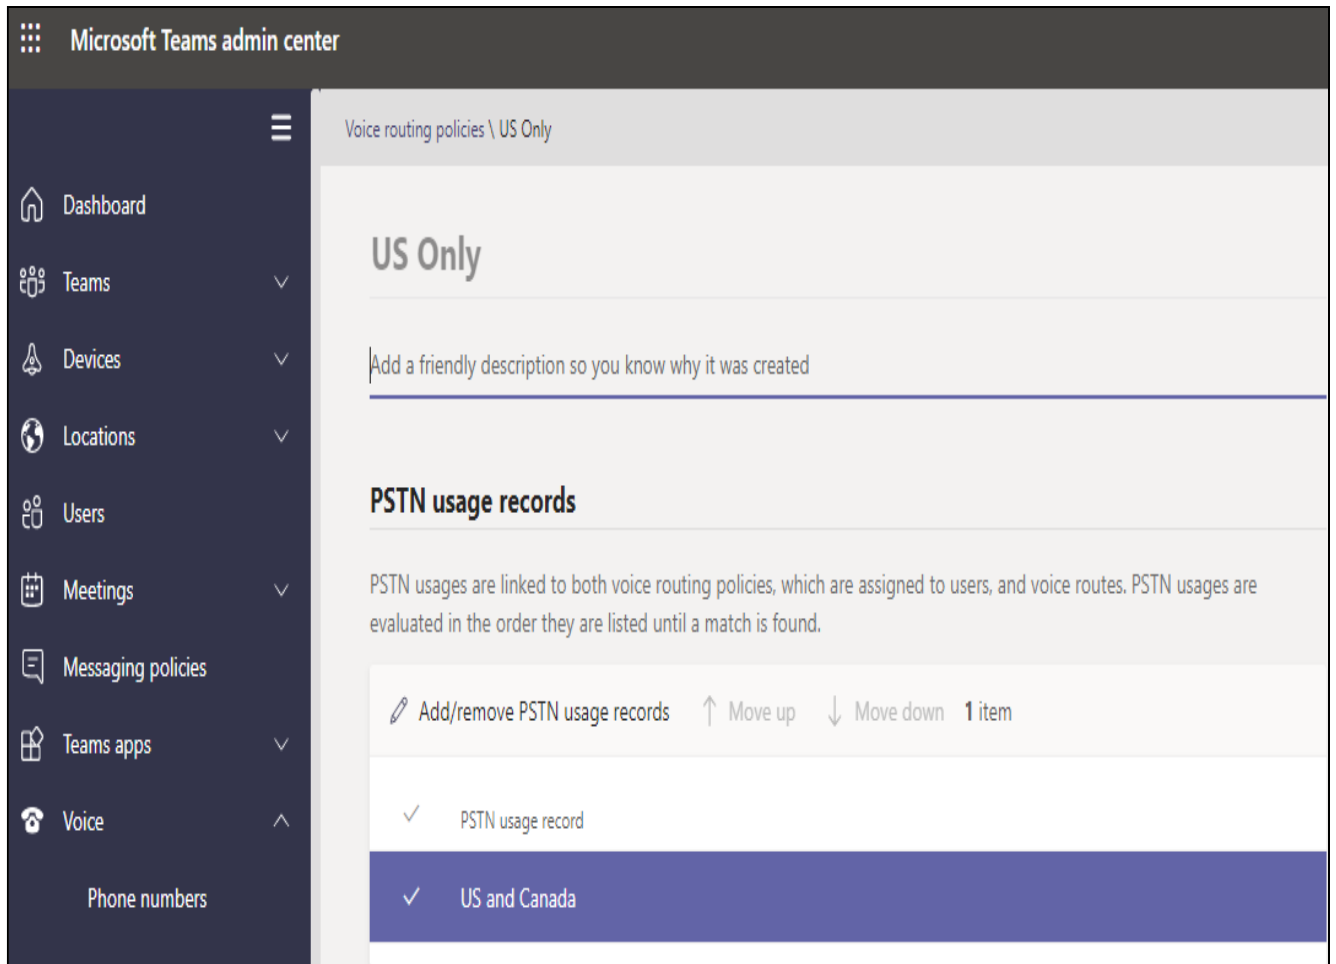 Microsoft Teams admin center
Voice routing policies \ US Only
Dashboard
Teams
Devices
Locations
Users
Meetings
Messaging policies
Teams apps
Voice
Phone numbers
US Only
Add a friendly description so you know why it was created
PSTN usage records
PSTN usages are linked to both voice routing policies, which are assigned to users, and voice routes. PSTN usages are
evaluated in the order they are listed until a match is found.
Add/remove PSTN usage records ↑ Move up ↓ Move down 1 item
PSTN usage record
US and Canada